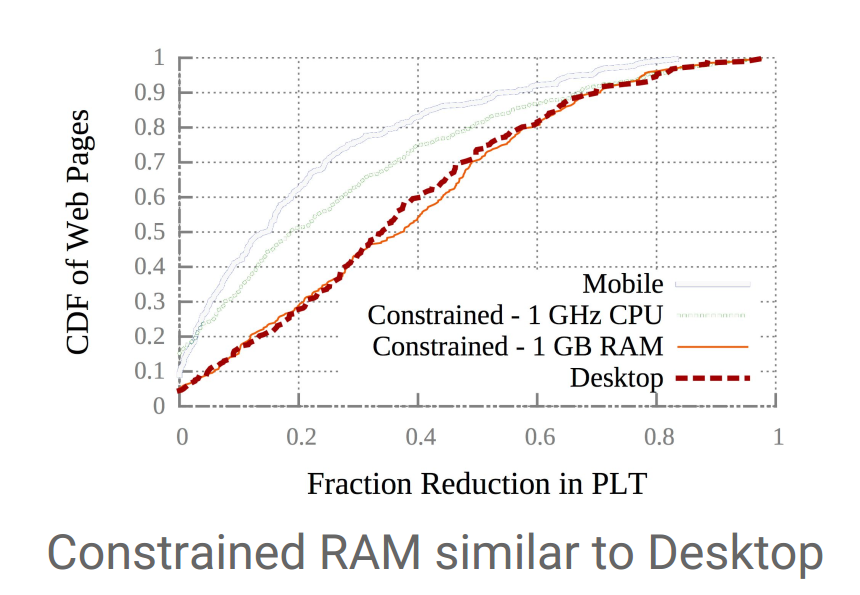 1
0.9
0.8
0.7
0.6
0.5
0.4
0.3
0.2
0.1
0
CDF of Web Pages
Mobile
Constrained - 1 GHz CPU
Constrained - 1 GB RAM
Desktop
0 0.2 0.4 0.6 0.8 1
Fraction Reduction in PLT
Constrained RAM similar to Desktop